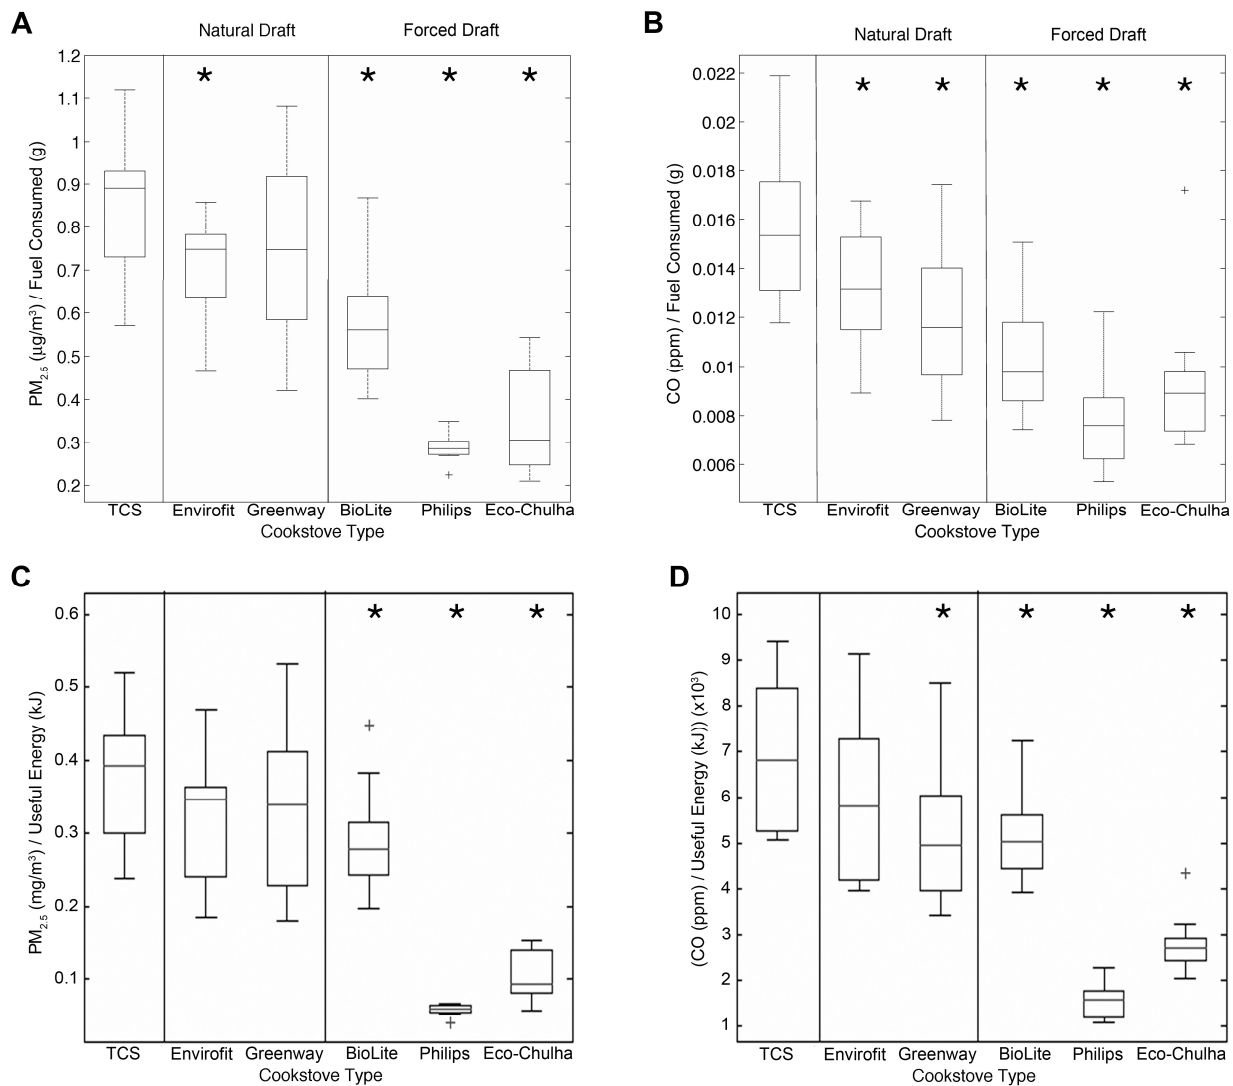 A
Natural Draft
Forced Draft
1.2
1.1
1
0.9
0.8
0.7
0.6
0.5
0.4
0.3
0.2
PM2.5 (µg/m³) / Fuel Consumed (g)
* * * *
TCS Envirofit Greenway BioLite Philips Eco-Chulha
Cookstove Type
B
Natural Draft
Forced Draft
0.022
0.02
0.018
0.016
0.014
0.012
0.01
0.008
0.006
CO (ppm) / Fuel Consumed (g)
* * * * *
TCS Envirofit Greenway BioLite Philips Eco-Chulha
Cookstove Type
C
0.6
0.5
0.4
0.3
0.2
0.1
PM2.5 (mg/m³) / Useful Energy (kJ)
* * *
TCS Envirofit Greenway BioLite Philips Eco-Chulha
Cookstove Type
D
10
9
8
7
6
5
4
3
2
1
(CO (ppm) / Useful Energy (kJ)) (x10³)
* * * *
TCS Envirofit Greenway BioLite Philips Eco-Chulha
Cookstove Type